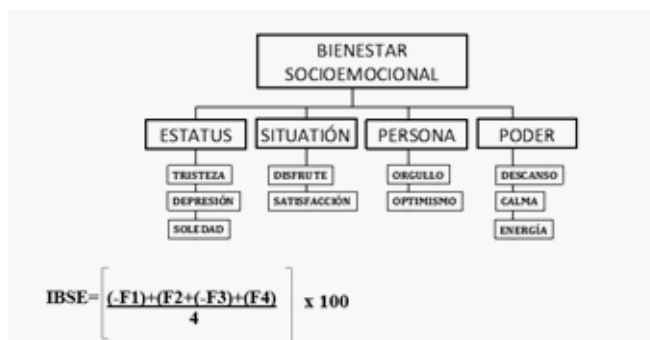 BIENESTAR
SOCIOEMOCIONAL
ESTATUS SITUATIÓN PERSONA PODER
TRISTEZA DISFRUTE ORGULLO DESCANSO
DEPRESIÓN SATISFACCIÓN OPTIMISMO CALMA
SOLEDAD ENERGÍA
IBSE= (-F1)+(F2+(-F3)+(F4) x 100
4